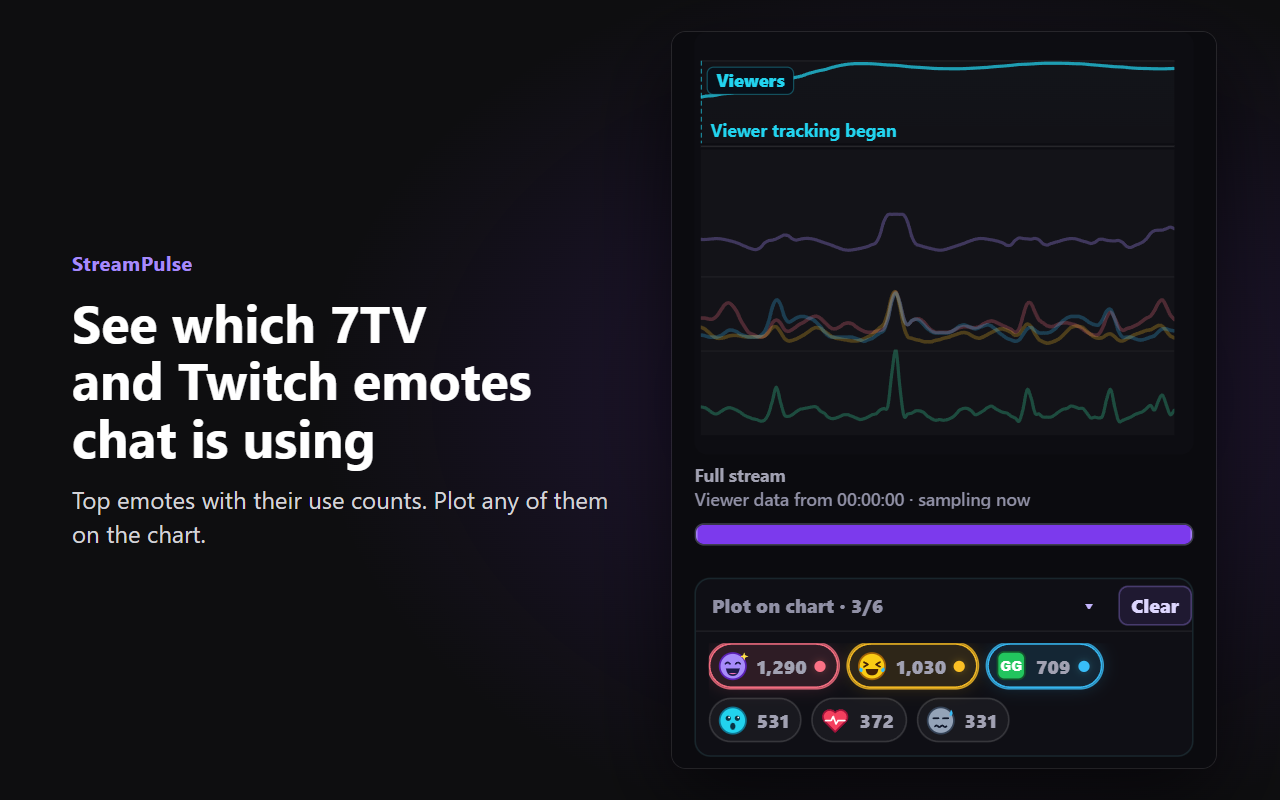 StreamPulse
See which 7TV
and Twitch emotes
chat is using
Top emotes with their use counts. Plot any of them
on the chart.
Viewers
Viewer tracking began
Full stream
Viewer data from 00:00:00 · sampling now
Plot on chart · 3/6
Clear
1,290
1,030
GG 709
531
372
331